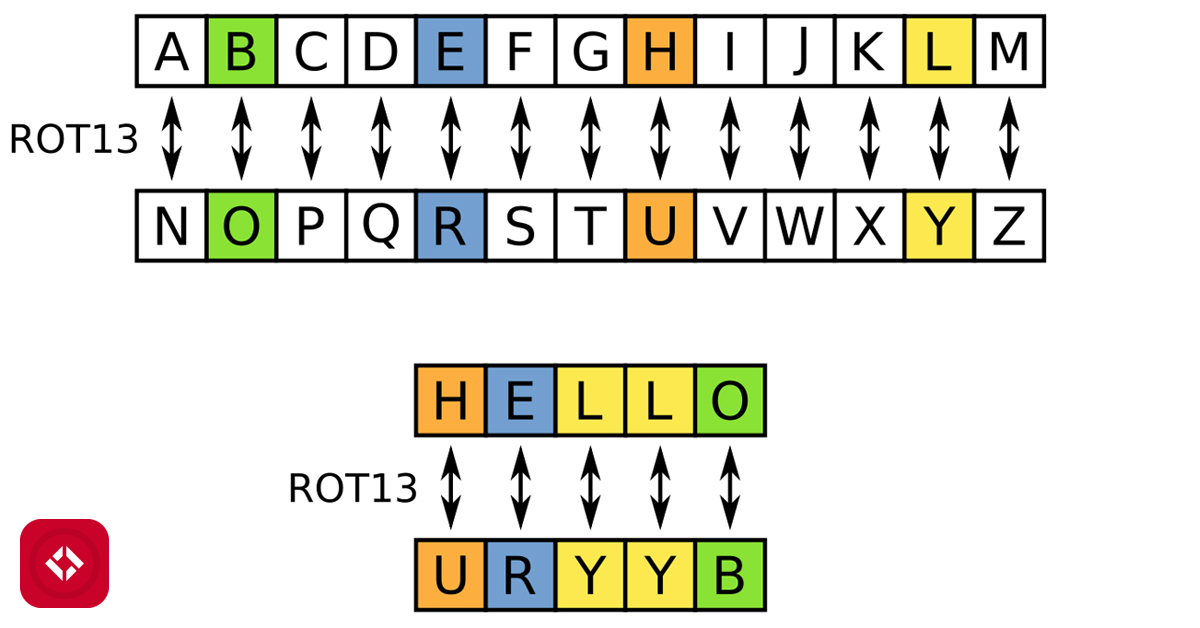 A B C D E F G H I J K L M
ROT13
N O P Q R S T U V W X Y Z
H E L L O
ROT13
U R Y Y B